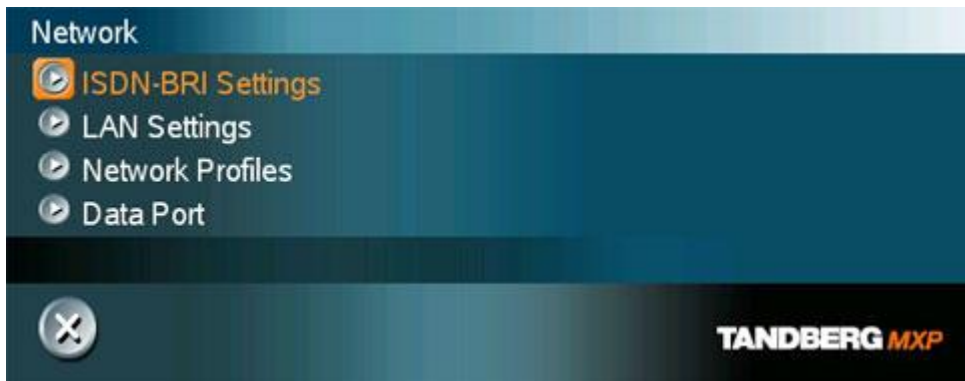 Network
ISDN-BRI Settings
LAN Settings
Network Profiles
Data Port
TANDBERG MXP